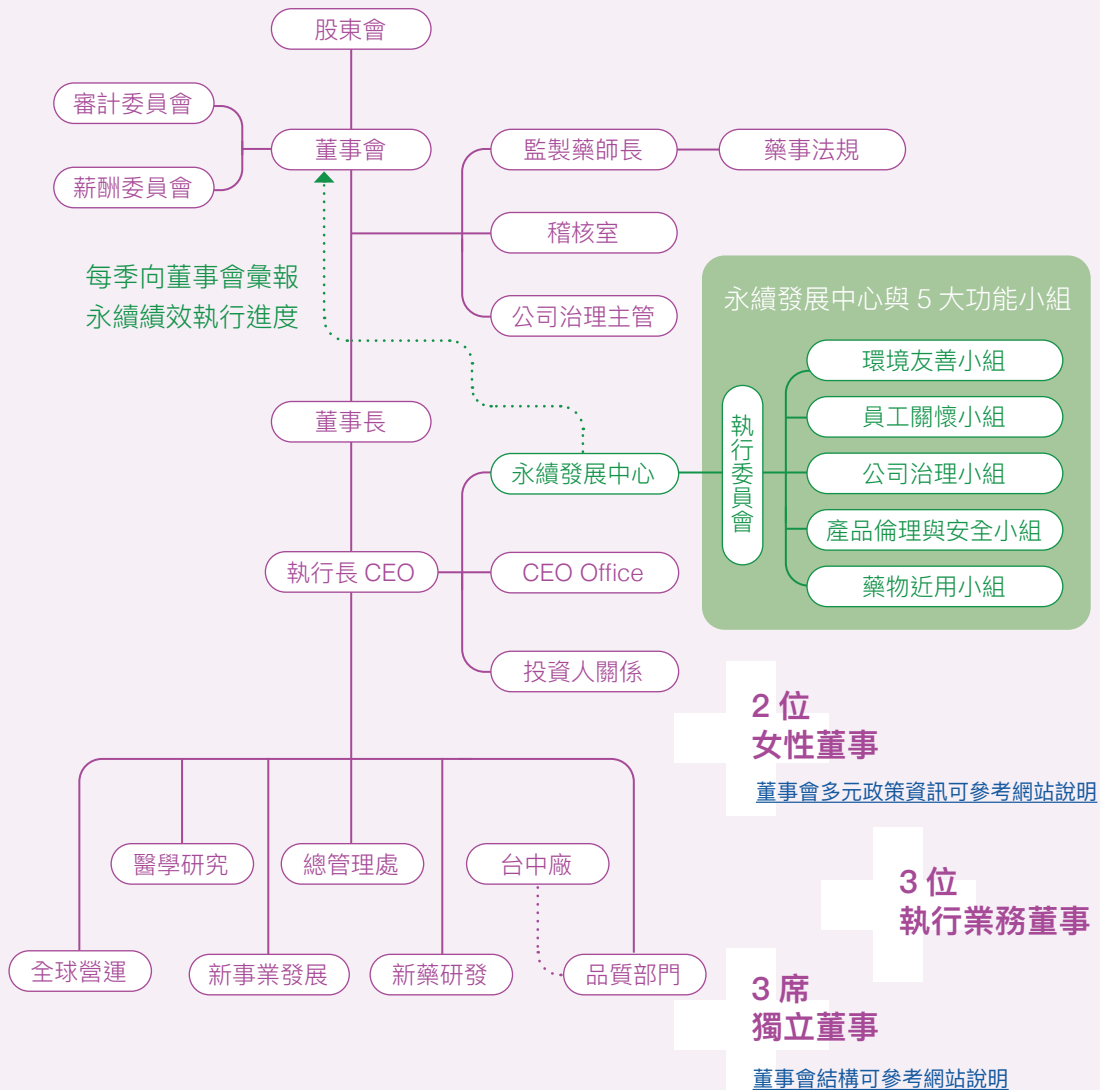 股東會
審計委員會
董事會
監製藥師長
藥事法規
薪酬委員會
稽核室
每季向董事會彙報
永續績效執行進度
公司治理主管
永續發展中心與 5 大功能小組
環境友善小組
員工關懷小組
執行委員會
公司治理小組
產品倫理與安全小組
藥物近用小組
董事長
永續發展中心
執行長 CEO
CEO Office
投資人關係
2 位
女性董事
董事會多元政策資訊可參考網站說明
醫學研究
總管理處
台中廠
3 位
執行業務董事
全球營運
新事業發展
新藥研發
品質部門
3 席
獨立董事
董事會結構可參考網站說明